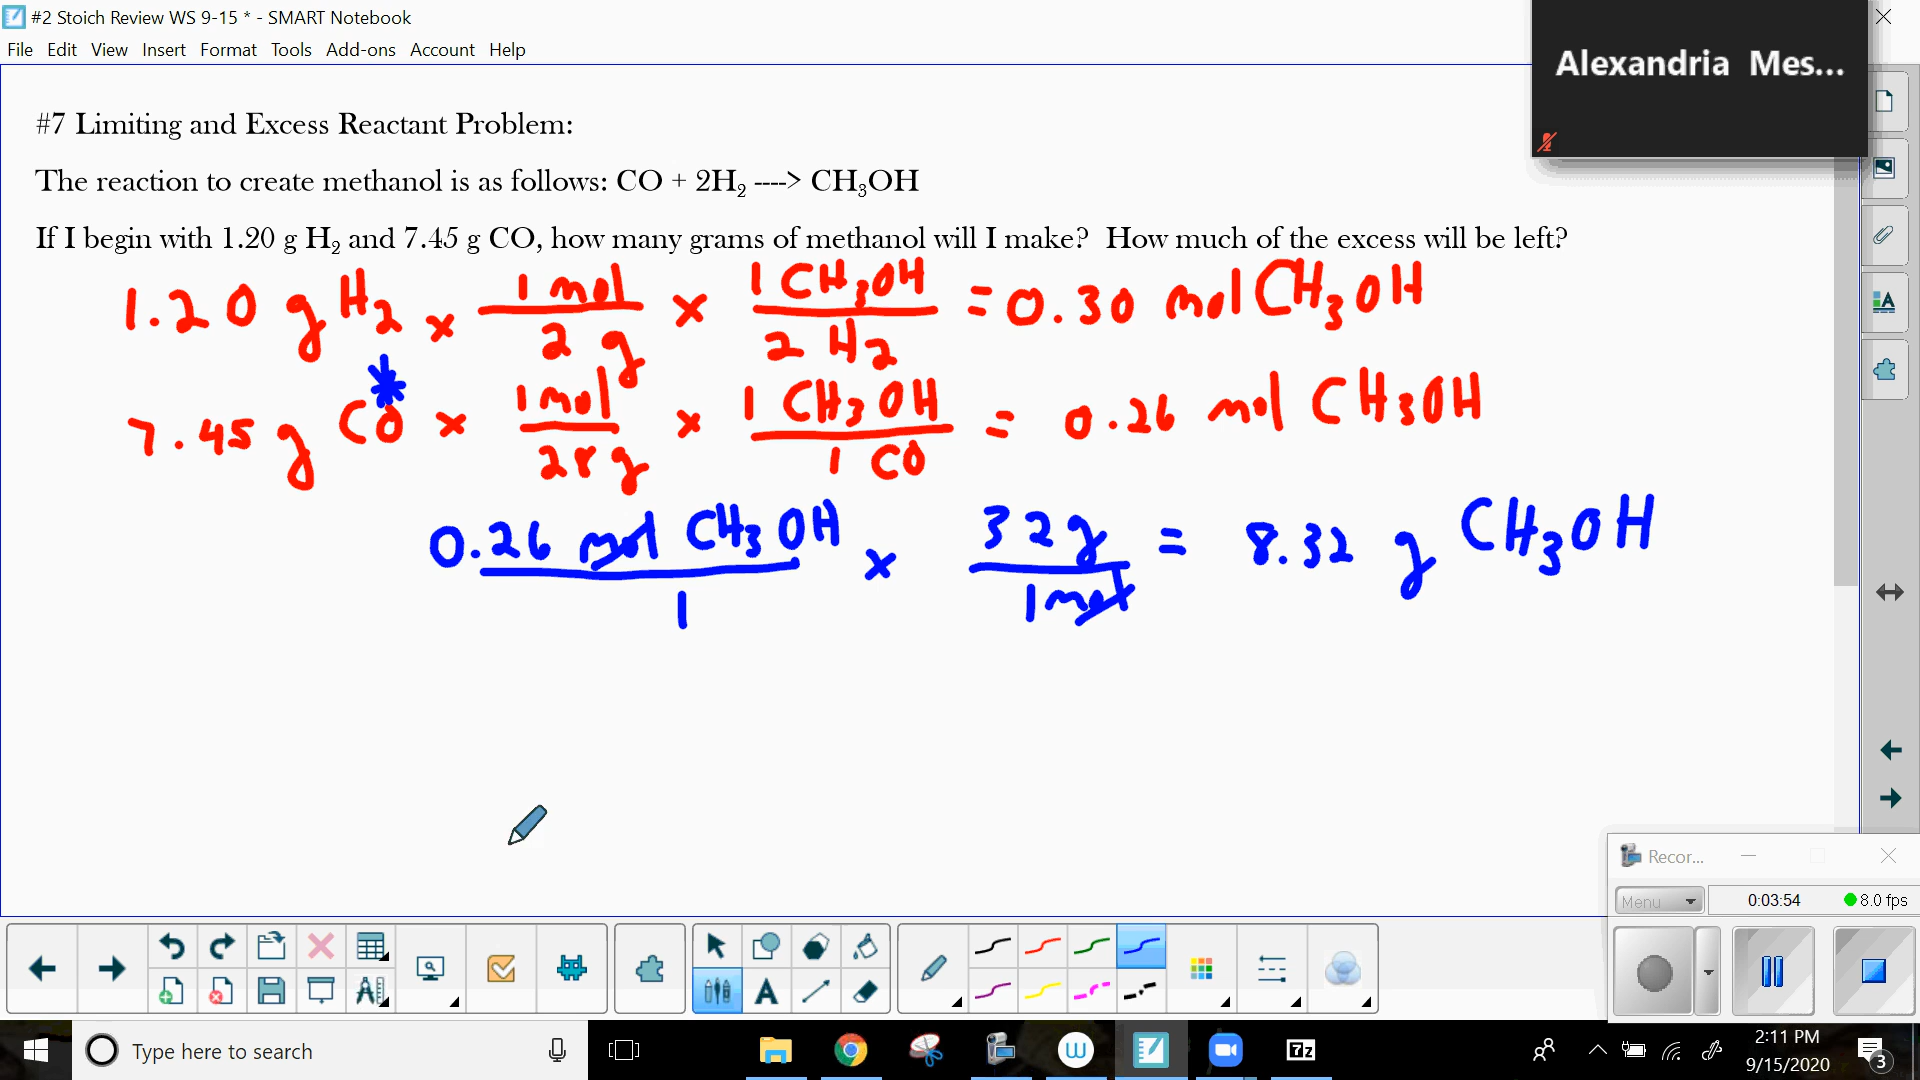 #2 Stoich Review WS 9-15 * - SMART Notebook
File Edit View Insert Format Tools Add-ons Account Help
Alexandria Mes...
#7 Limiting and Excess Reactant Problem:
The reaction to create methanol is as follows: CO + 2H₂ ----> CH₃OH
If I begin with 1.20 g H₂ and 7.45 g CO, how many grams of methanol will I make? How much of the excess will be left?
1.20 g H₂ x 1 mol / 2 g x 1 CH₃OH / 2 H₂ = 0.30 mol CH₃OH
*
7.45 g CO x 1 mol / 28 g x 1 CH₃OH / 1 CO = 0.26 mol CH₃OH
0.26 mol CH₃OH / 1 x 32 g / 1 mol = 8.32 g CH₃OH
Recor...
Menu 0:03:54 8.0 fps
Type here to search
7z
2:11 PM
9/15/2020
3